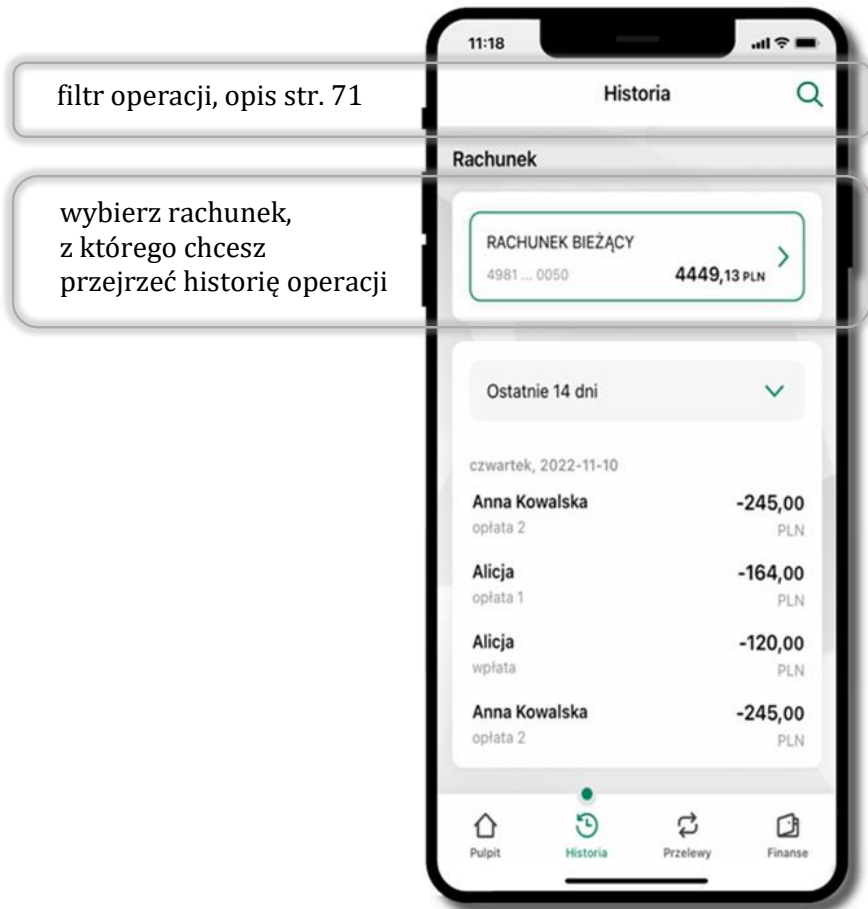 11:18
filtr operacji, opis str. 71
Historia
Rachunek
wybierz rachunek,
z którego chcesz
przejrzeć historię operacji
RACHUNEK BIEŻĄCY
4981 ... 0050
4449,13 PLN
Ostatnie 14 dni
czwartek, 2022-11-10
Anna Kowalska -245,00
opłata 2 PLN
Alicja -164,00
opłata 1 PLN
Alicja -120,00
wpłata PLN
Anna Kowalska -245,00
opłata 2 PLN
Pulpit Historia Przelewy Finanse